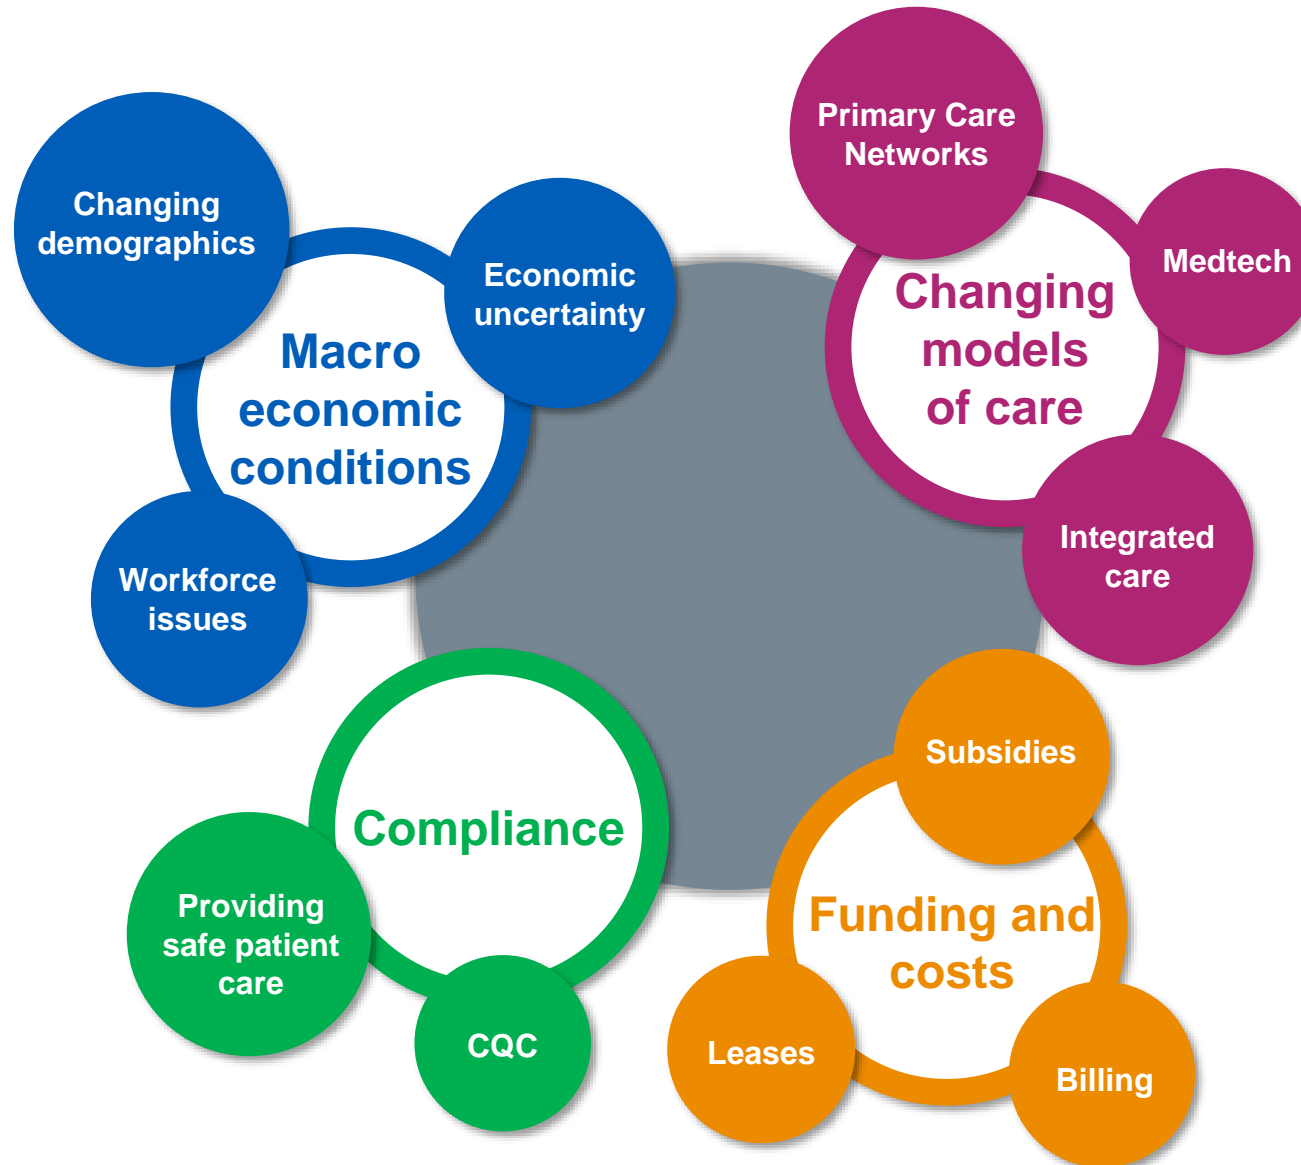 Changing
demographics
Economic
uncertainty
Macro
economic
conditions
Workforce
issues
Primary Care
Networks
Medtech
Changing
models
of care
Integrated
care
Compliance
Providing
safe patient
care
CQC
Subsidies
Funding and
costs
Leases
Billing